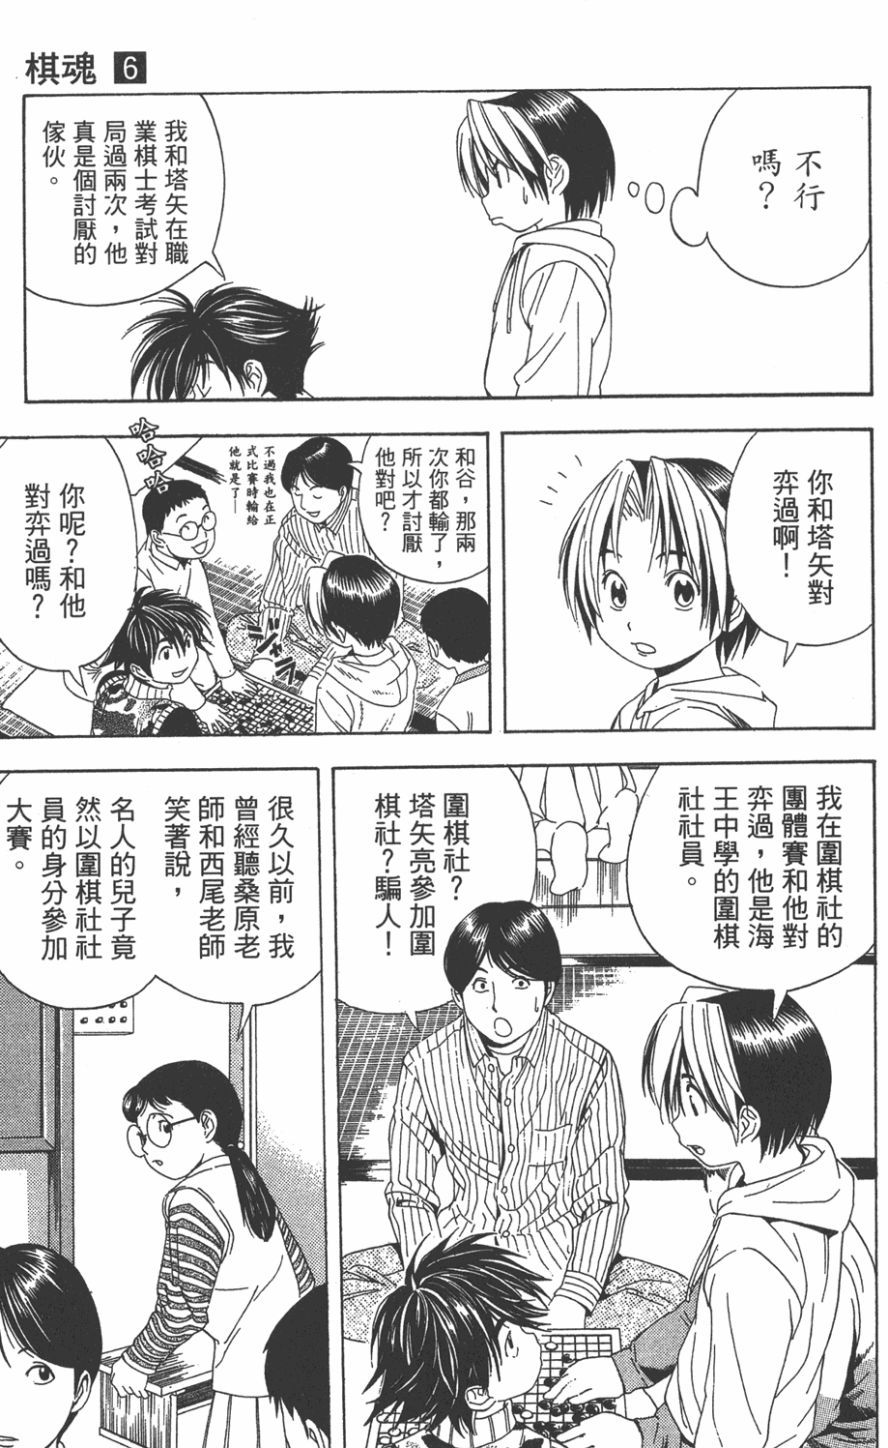 棋魂 6
不行
嗎？
我和塔矢在職
業棋士考試對
局過兩次，他
真是個討厭的
傢伙。
你和塔矢對
弈過啊！
和谷，那兩
次你都輸了，
所以才討厭
他對吧？
不過我也在正
式比賽時輸給
他就是了—
哈哈哈
ジャ
ジャ
你呢？和他
對弈過嗎？
我在圍棋社的
團體賽和他對
弈過，他是海
王中學的圍棋
社社員。
圍棋社？
塔矢亮參加圍
棋社？騙人！
很久以前，我
曾經聽桑原老
師和西尾老師
笑著說，
名人的兒子竟
然以圍棋社社
員的身分參加
大賽。